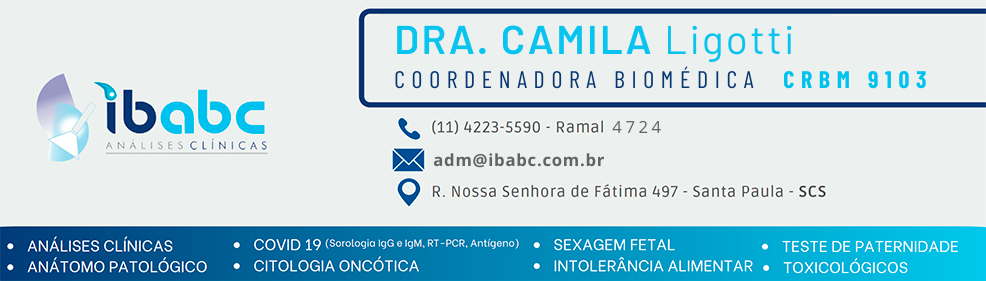 ibabc
ANÁLISES CLÍNICAS
DRA. CAMILA Ligotti
COORDENADORA BIOMÉDICA CRBM 9103
(11) 4223-5590 - Ramal 4724
adm@ibabc.com.br
R. Nossa Senhora de Fátima 497 - Santa Paula - SCS
• ANÁLISES CLÍNICAS
• ANÁTOMO PATOLÓGICO
• COVID 19 (Sorologia IgG e IgM, RT-PCR, Antígeno)
• CITOLOGIA ONCÓTICA
• SEXAGEM FETAL
• INTOLERÂNCIA ALIMENTAR
• TESTE DE PATERNIDADE
• TOXICOLÓGICOS